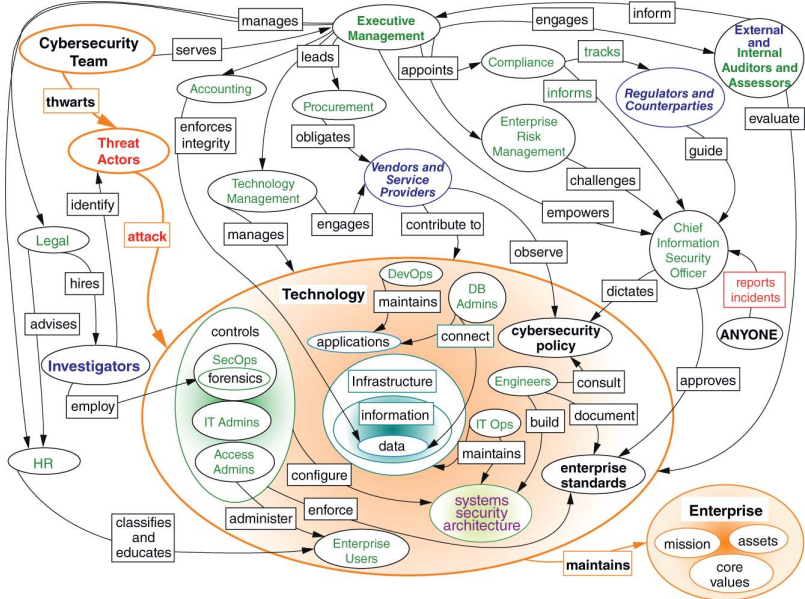 manages
Executive
Management
engages
inform
Cybersecurity
Team
serves
leads
appoints
Compliance
tracks
External
and
Internal
Auditors and
Assessors
Accounting
Procurement
informs
Regulators and
Counterparties
thwarts
enforces
integrity
obligates
Enterprise
Risk
Management
evaluate
Threat
Actors
guide
Technology
Management
Vendors and
Service
Providers
challenges
identify
engages
contribute to
empowers
Legal
attack
manages
observe
Chief
Information
Security
Officer
hires
Technology
DevOps
DB
Admins
dictates
reports
incidents
maintains
advises
controls
applications
connect
cybersecurity
policy
ANYONE
Investigators
SecOps
forensics
Infrastructure
Engineers
consult
approves
employ
information
IT Admins
IT Ops
build
document
data
maintains
HR
Access
Admins
configure
enterprise
standards
systems
security
architecture
enforce
administer
classifies
and
educates
Enterprise
Users
maintains
Enterprise
mission
assets
core
values